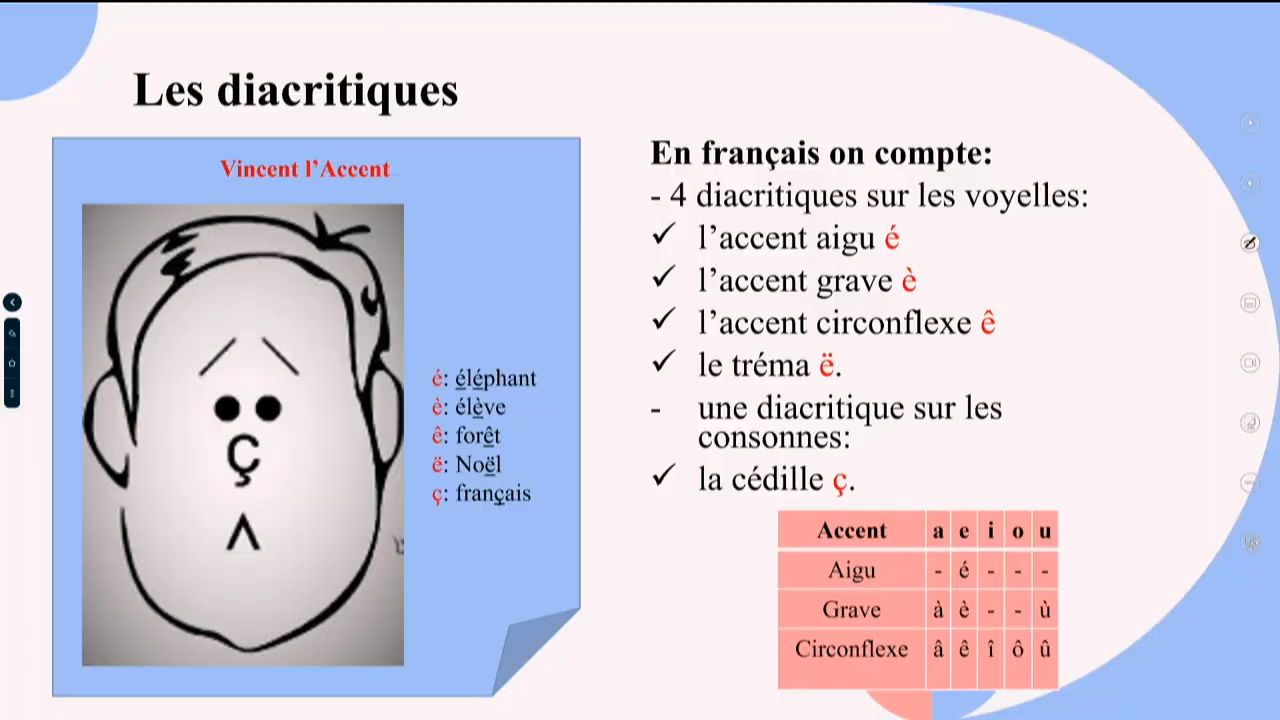 Les diacritiques
Vincent l’Accent
é: éléphant
è: élève
ê: forêt
ë: Noël
ç: français
En français on compte:
- 4 diacritiques sur les voyelles:
✓ l’accent aigu é
✓ l’accent grave è
✓ l’accent circonflexe ê
✓ le tréma ë.
- une diacritique sur les
consonnes:
✓ la cédille ç.
Accent a e i o u
Aigu - é - - -
Grave à è - - ù
Circonflexe â ê î ô û